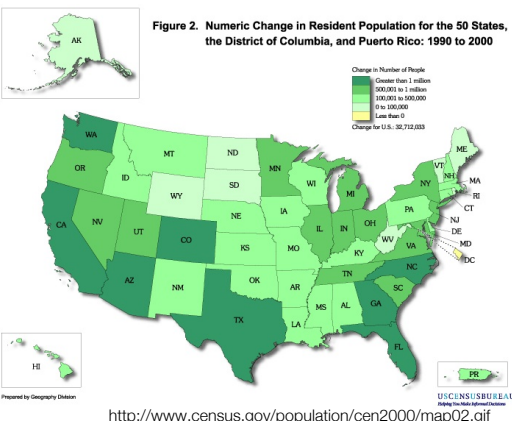 Figure 2. Numeric Change in Resident Population for the 50 States,
the District of Columbia, and Puerto Rico: 1990 to 2000
AK
Change in Number of People
Greater than 1 million
500,001 to 1 million
100,001 to 500,000
0 to 100,000
Less than 0
Change for U.S.: 32,712,033
WA
MT
ND
MN
ME
VT
NH
OR
ID
SD
WI
MI
NY
MA
RI
CT
WY
NE
IA
PA
NJ
DE
MD
DC
NV
UT
CO
CA
KS
MO
IL
IN
OH
WV
VA
KY
AZ
NM
OK
AR
TN
NC
SC
TX
LA
MS
AL
GA
FL
HI
PR
Prepared by Geography Division
USCENSUSBUREAU
Helping You Make Informed Decisions
http://www.census.gov/population/cen2000/map02.gif